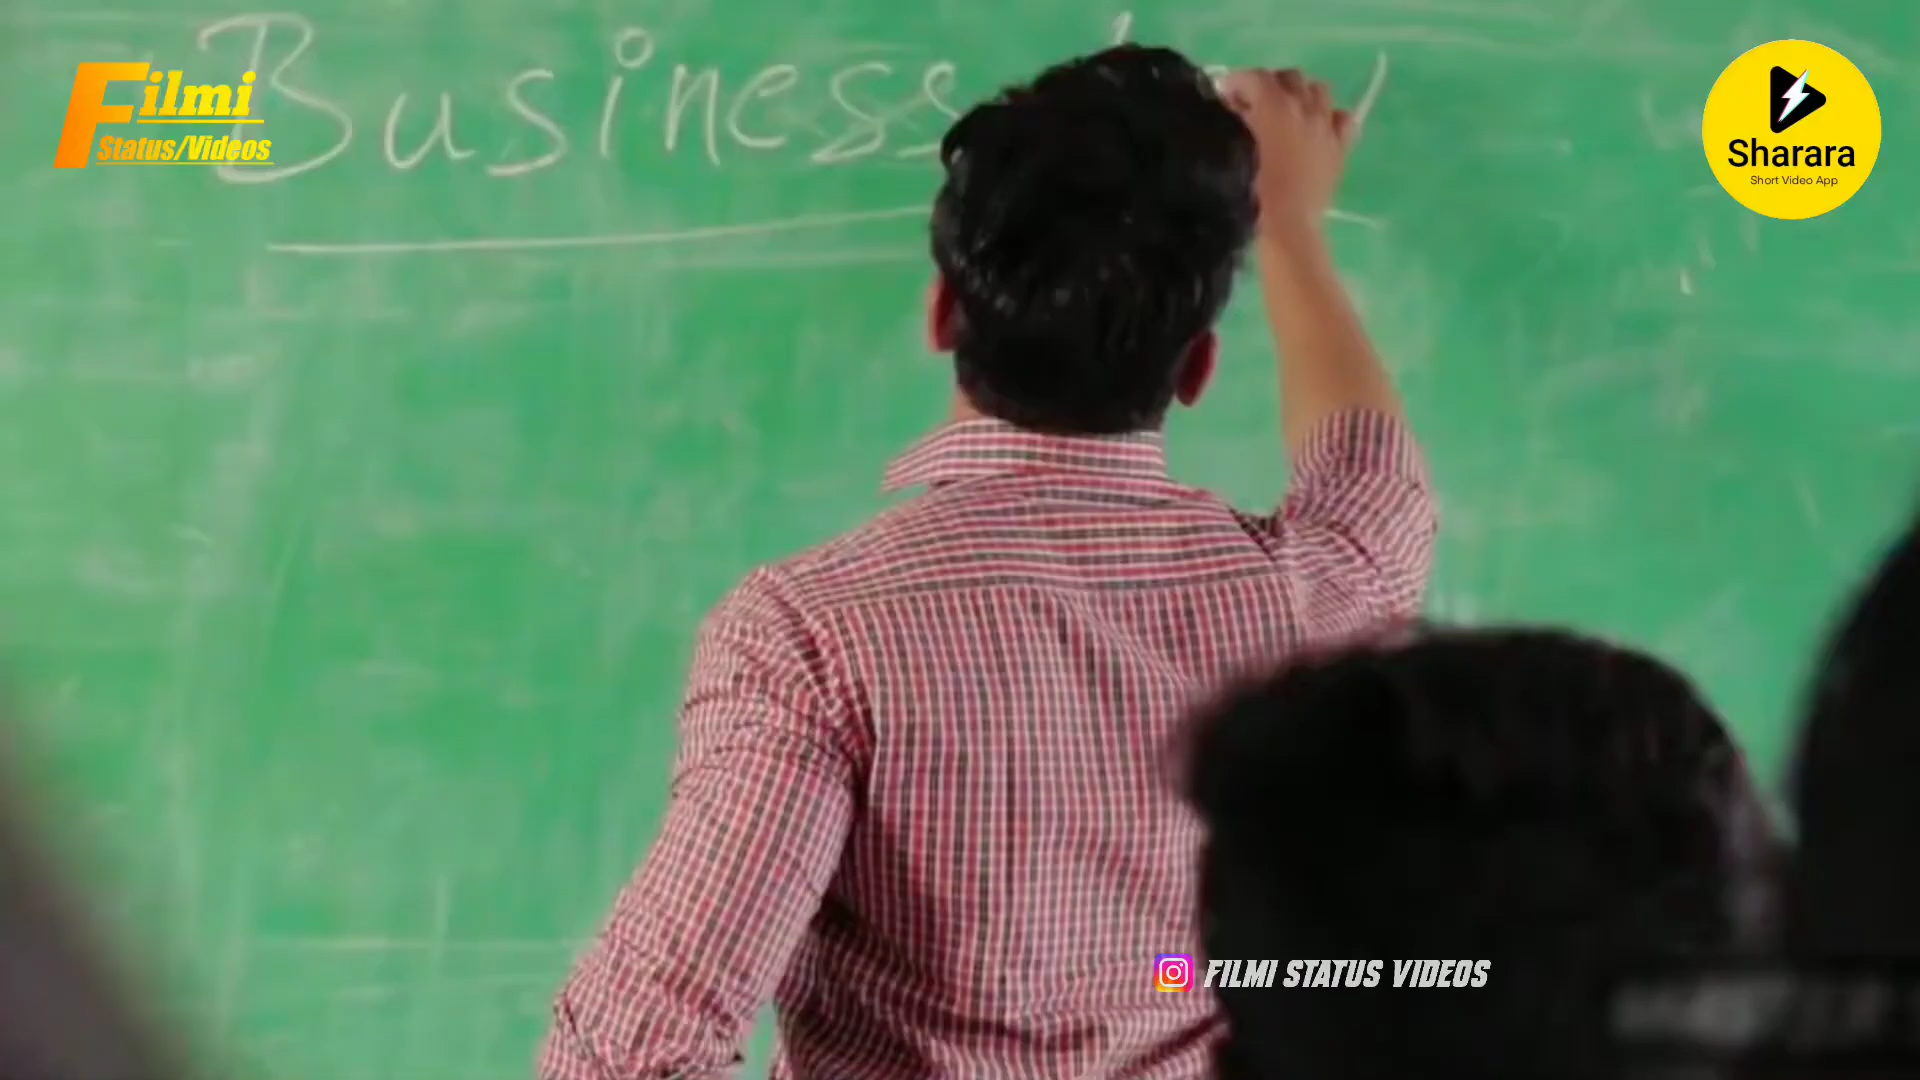 Business
Filmi
Status/Videos
Sharara
Short Video App
FILMI STATUS VIDEOS